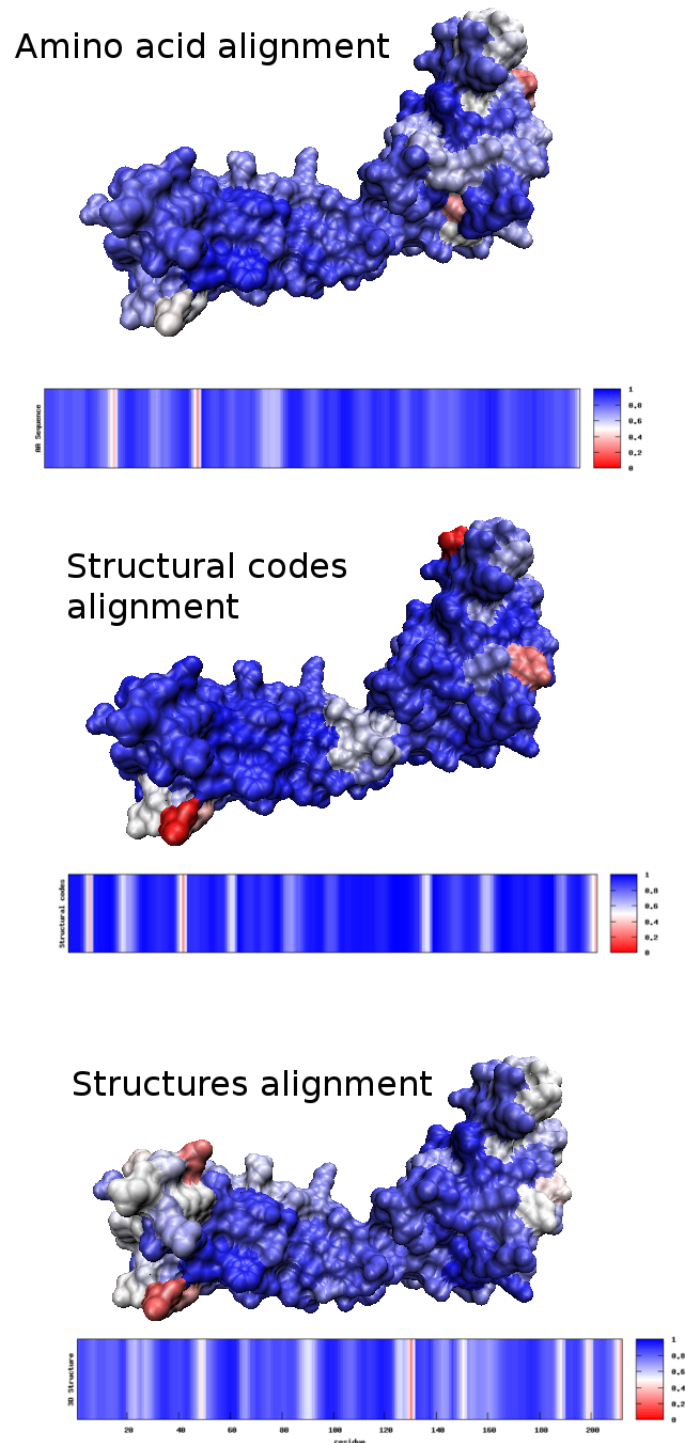 Amino acid alignment
AA Sequence
1
0.8
0.6
0.4
0.2
0
Structural codes
alignment
Structural codes
1
0.8
0.6
0.4
0.2
0
Structures alignment
3D Structure
1
0.8
0.6
0.4
0.2
0
20 40 60 80 100 120 140 160 180 200
residue